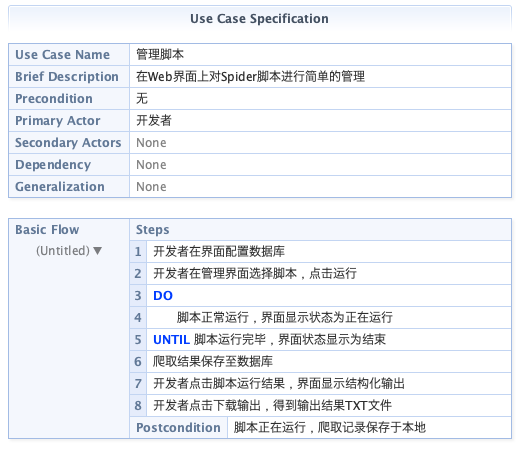 Use Case Specification
Use Case Name 管理脚本
Brief Description 在Web界面上对Spider脚本进行简单的管理
Precondition 无
Primary Actor 开发者
Secondary Actors None
Dependency None
Generalization None
Basic Flow Steps
(Untitled) ▼
1 开发者在界面配置数据库
2 开发者在管理界面选择脚本，点击运行
3 DO
4 脚本正常运行，界面显示状态为正在运行
5 UNTIL 脚本运行完毕，界面状态显示为结束
6 爬取结果保存至数据库
7 开发者点击脚本运行结果，界面显示结构化输出
8 开发者点击下载输出，得到输出结果TXT文件
Postcondition 脚本正在运行，爬取记录保存于本地